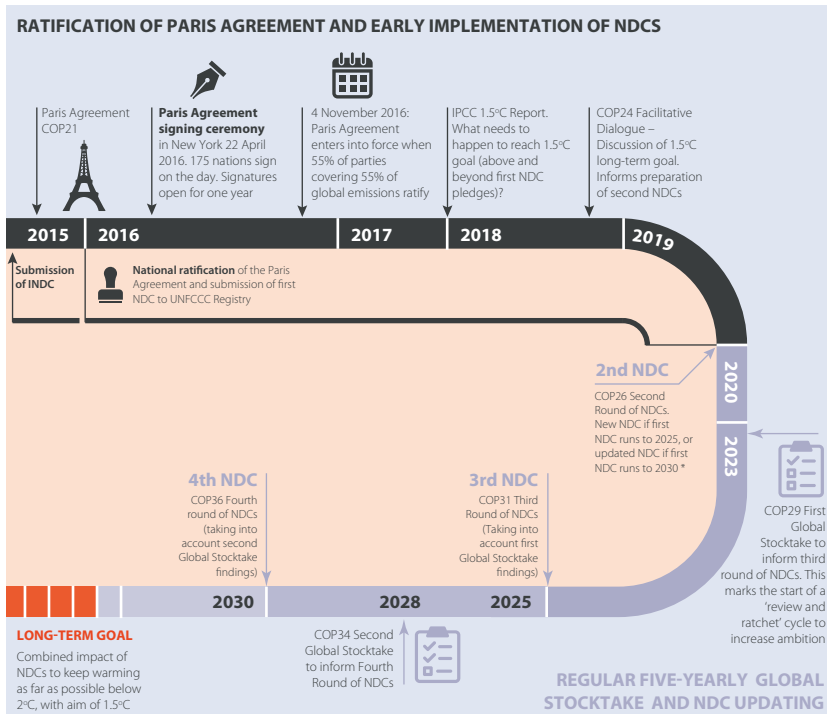 RATIFICATION OF PARIS AGREEMENT AND EARLY IMPLEMENTATION OF NDCS
Paris Agreement
COP21
Paris Agreement
signing ceremony
in New York 22 April
2016. 175 nations sign
on the day. Signatures
open for one year
4 November 2016:
Paris Agreement
enters into force when
55% of parties
covering 55% of
global emissions ratify
IPCC 1.5ºC Report.
What needs to
happen to reach 1.5ºC
goal (above and
beyond first NDC
pledges)?
COP24 Facilitative
Dialogue –
Discussion of 1.5ºC
long-term goal.
Informs preparation
of second NDCs
2015
2016
2017
2018
2019
Submission
of INDC
National ratification of the Paris
Agreement and submission of first
NDC to UNFCCC Registry
2nd NDC
COP26 Second
Round of NDCs.
New NDC if first
NDC runs to 2025, or
updated NDC if first
NDC runs to 2030 *
2020
2023
COP29 First
Global
Stocktake to
inform third
round of NDCs. This
marks the start of a
‘review and
ratchet’ cycle to
increase ambition
4th NDC
COP36 Fourth
round of NDCs
(taking into
account second
Global Stocktake
findings)
3rd NDC
COP31 Third
Round of NDCs
(Taking into
account first
Global Stocktake
findings)
2030
2028
2025
LONG-TERM GOAL
Combined impact of
NDCs to keep warming
as far as possible below
2ºC, with aim of 1.5ºC
COP34 Second
Global Stocktake
to inform Fourth
Round of NDCs
REGULAR FIVE-YEARLY GLOBAL
STOCKTAKE AND NDC UPDATING